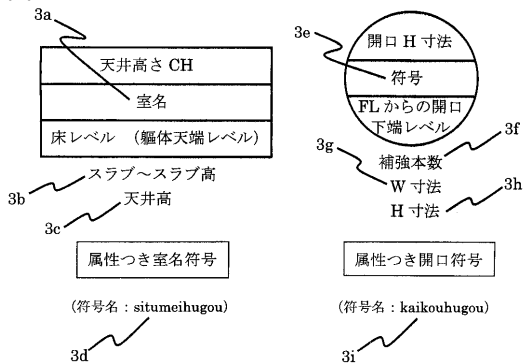 3a
天井高さ CH
室名
床レベル (躯体天端レベル)
3b
スラブ~スラブ高
天井高
3c
属性つき室名符号
(符号名:situmeihugou)
3d
3e
開口 H 寸法
符号
FLからの開口
下端レベル
3f
補強本数
3g
W 寸法
H 寸法
3h
属性つき開口符号
(符号名:kaikouhugou)
3i